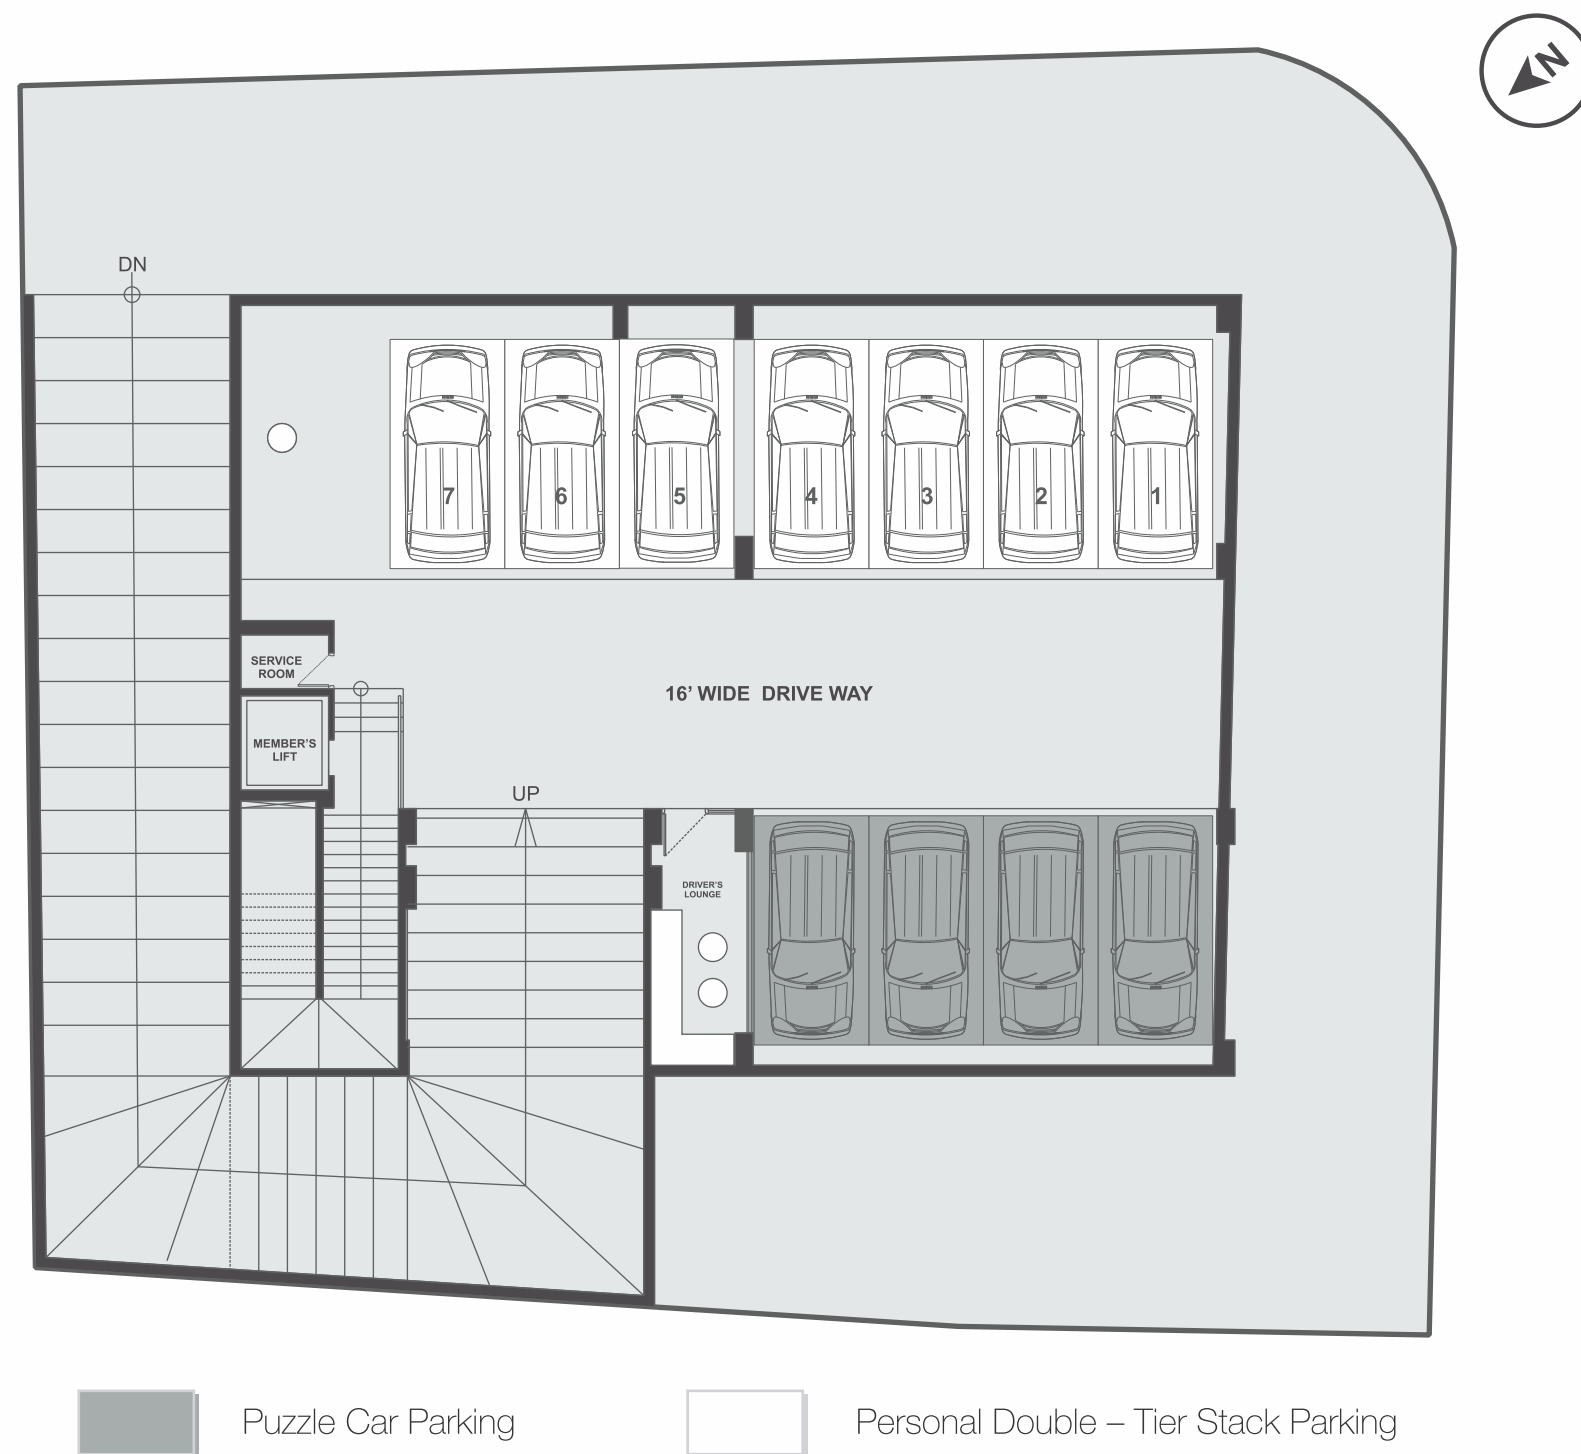 N
DN
7 6 5 4 3 2 1
SERVICE
ROOM
16' WIDE DRIVE WAY
MEMBER'S
LIFT
UP
DRIVER'S
LOUNGE
Puzzle Car Parking
Personal Double – Tier Stack Parking